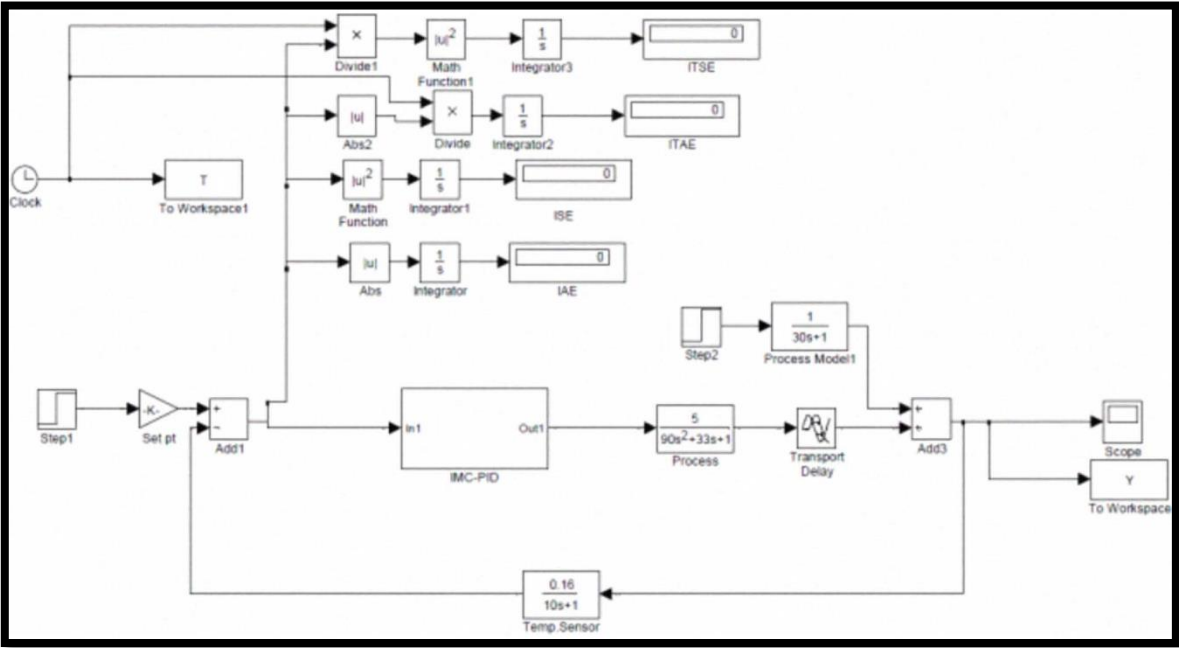 ×
Divide1
|u|²
Math
Function1
1
s
Integrator3
0
ITSE
|u|
Abs2
×
Divide
1
s
Integrator2
0
ITAE
Clock
T
To Workspace1
|u|²
Math
Function
1
s
Integrator1
0
ISE
|u|
Abs
1
s
Integrator
0
IAE
Step2
1
30s+1
Process Model1
Step1
-K-
Set pt
+
−
Add1
In1
Out1
IMC-PID
5
90s²+33s+1
Process
Transport
Delay
+
+
Add3
Scope
Y
To Workspace
0.16
10s+1
Temp.Sensor